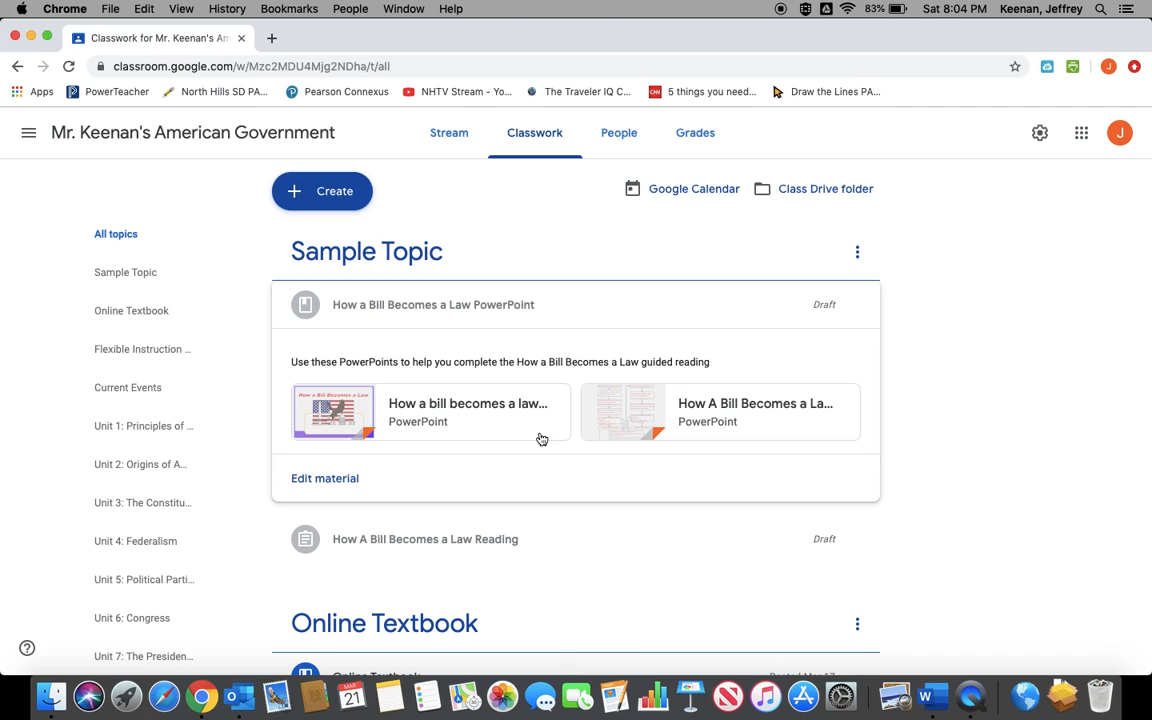 Chrome File Edit View History Bookmarks People Window Help 83% Sat 8:04 PM Keenan, Jeffrey
Classwork for Mr. Keenan's Am
classroom.google.com/w/Mzc2MDU4Mjg2NDha/t/all J
Apps PowerTeacher North Hills SD PA... Pearson Connexus NHTV Stream - Yo... The Traveler IQ C... 5 things you need... Draw the Lines PA...
Mr. Keenan's American Government Stream Classwork People Grades J
Create Google Calendar Class Drive folder
All topics
Sample Topic
Sample Topic
Online Textbook
Flexible Instruction ...
Current Events
Unit 1: Principles of ...
Unit 2: Origins of A...
Unit 3: The Constitu...
Unit 4: Federalism
Unit 5: Political Parti...
Unit 6: Congress
Unit 7: The Presiden...
How a Bill Becomes a Law PowerPoint Draft
Use these PowerPoints to help you complete the How a Bill Becomes a Law guided reading
How a Bill Becomes a Law
How a bill becomes a law...
PowerPoint
How A Bill Becomes a La...
PowerPoint
Edit material
How A Bill Becomes a Law Reading Draft
Online Textbook
MAR
21